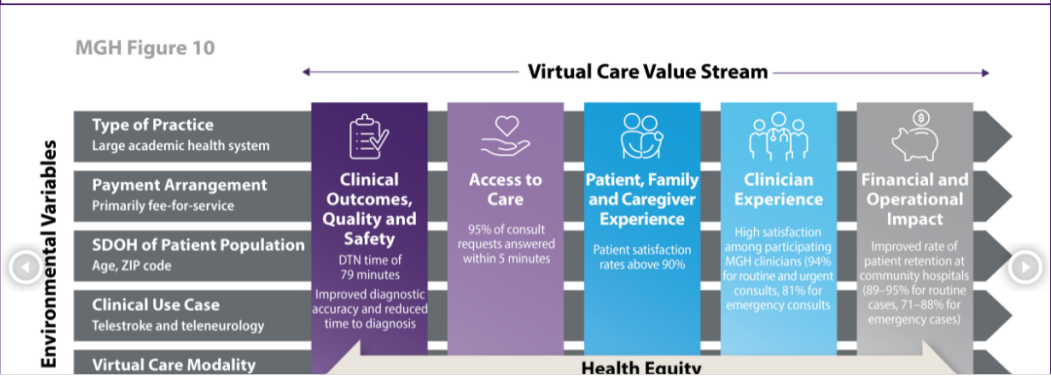 MGH Figure 10
Virtual Care Value Stream
Environmental Variables
Type of Practice
Large academic health system
Payment Arrangement
Primarily fee-for-service
SDOH of Patient Population
Age, ZIP code
Clinical Use Case
Telestroke and teleneurology
Virtual Care Modality
Clinical
Outcomes,
Quality and
Safety
DTN time of
79 minutes
Improved diagnostic
accuracy and reduced
time to diagnosis
Access to
Care
95% of consult
requests answered
within 5 minutes
Patient, Family
and Caregiver
Experience
Patient satisfaction
rates above 90%
Clinician
Experience
High satisfaction
among participating
MGH clinicians (94%
for routine and urgent
consults, 81% for
emergency consults
$
Financial and
Operational
Impact
Improved rate of
patient retention at
community hospitals
(89–95% for routine
cases, 71–88% for
emergency cases)
Health Equity